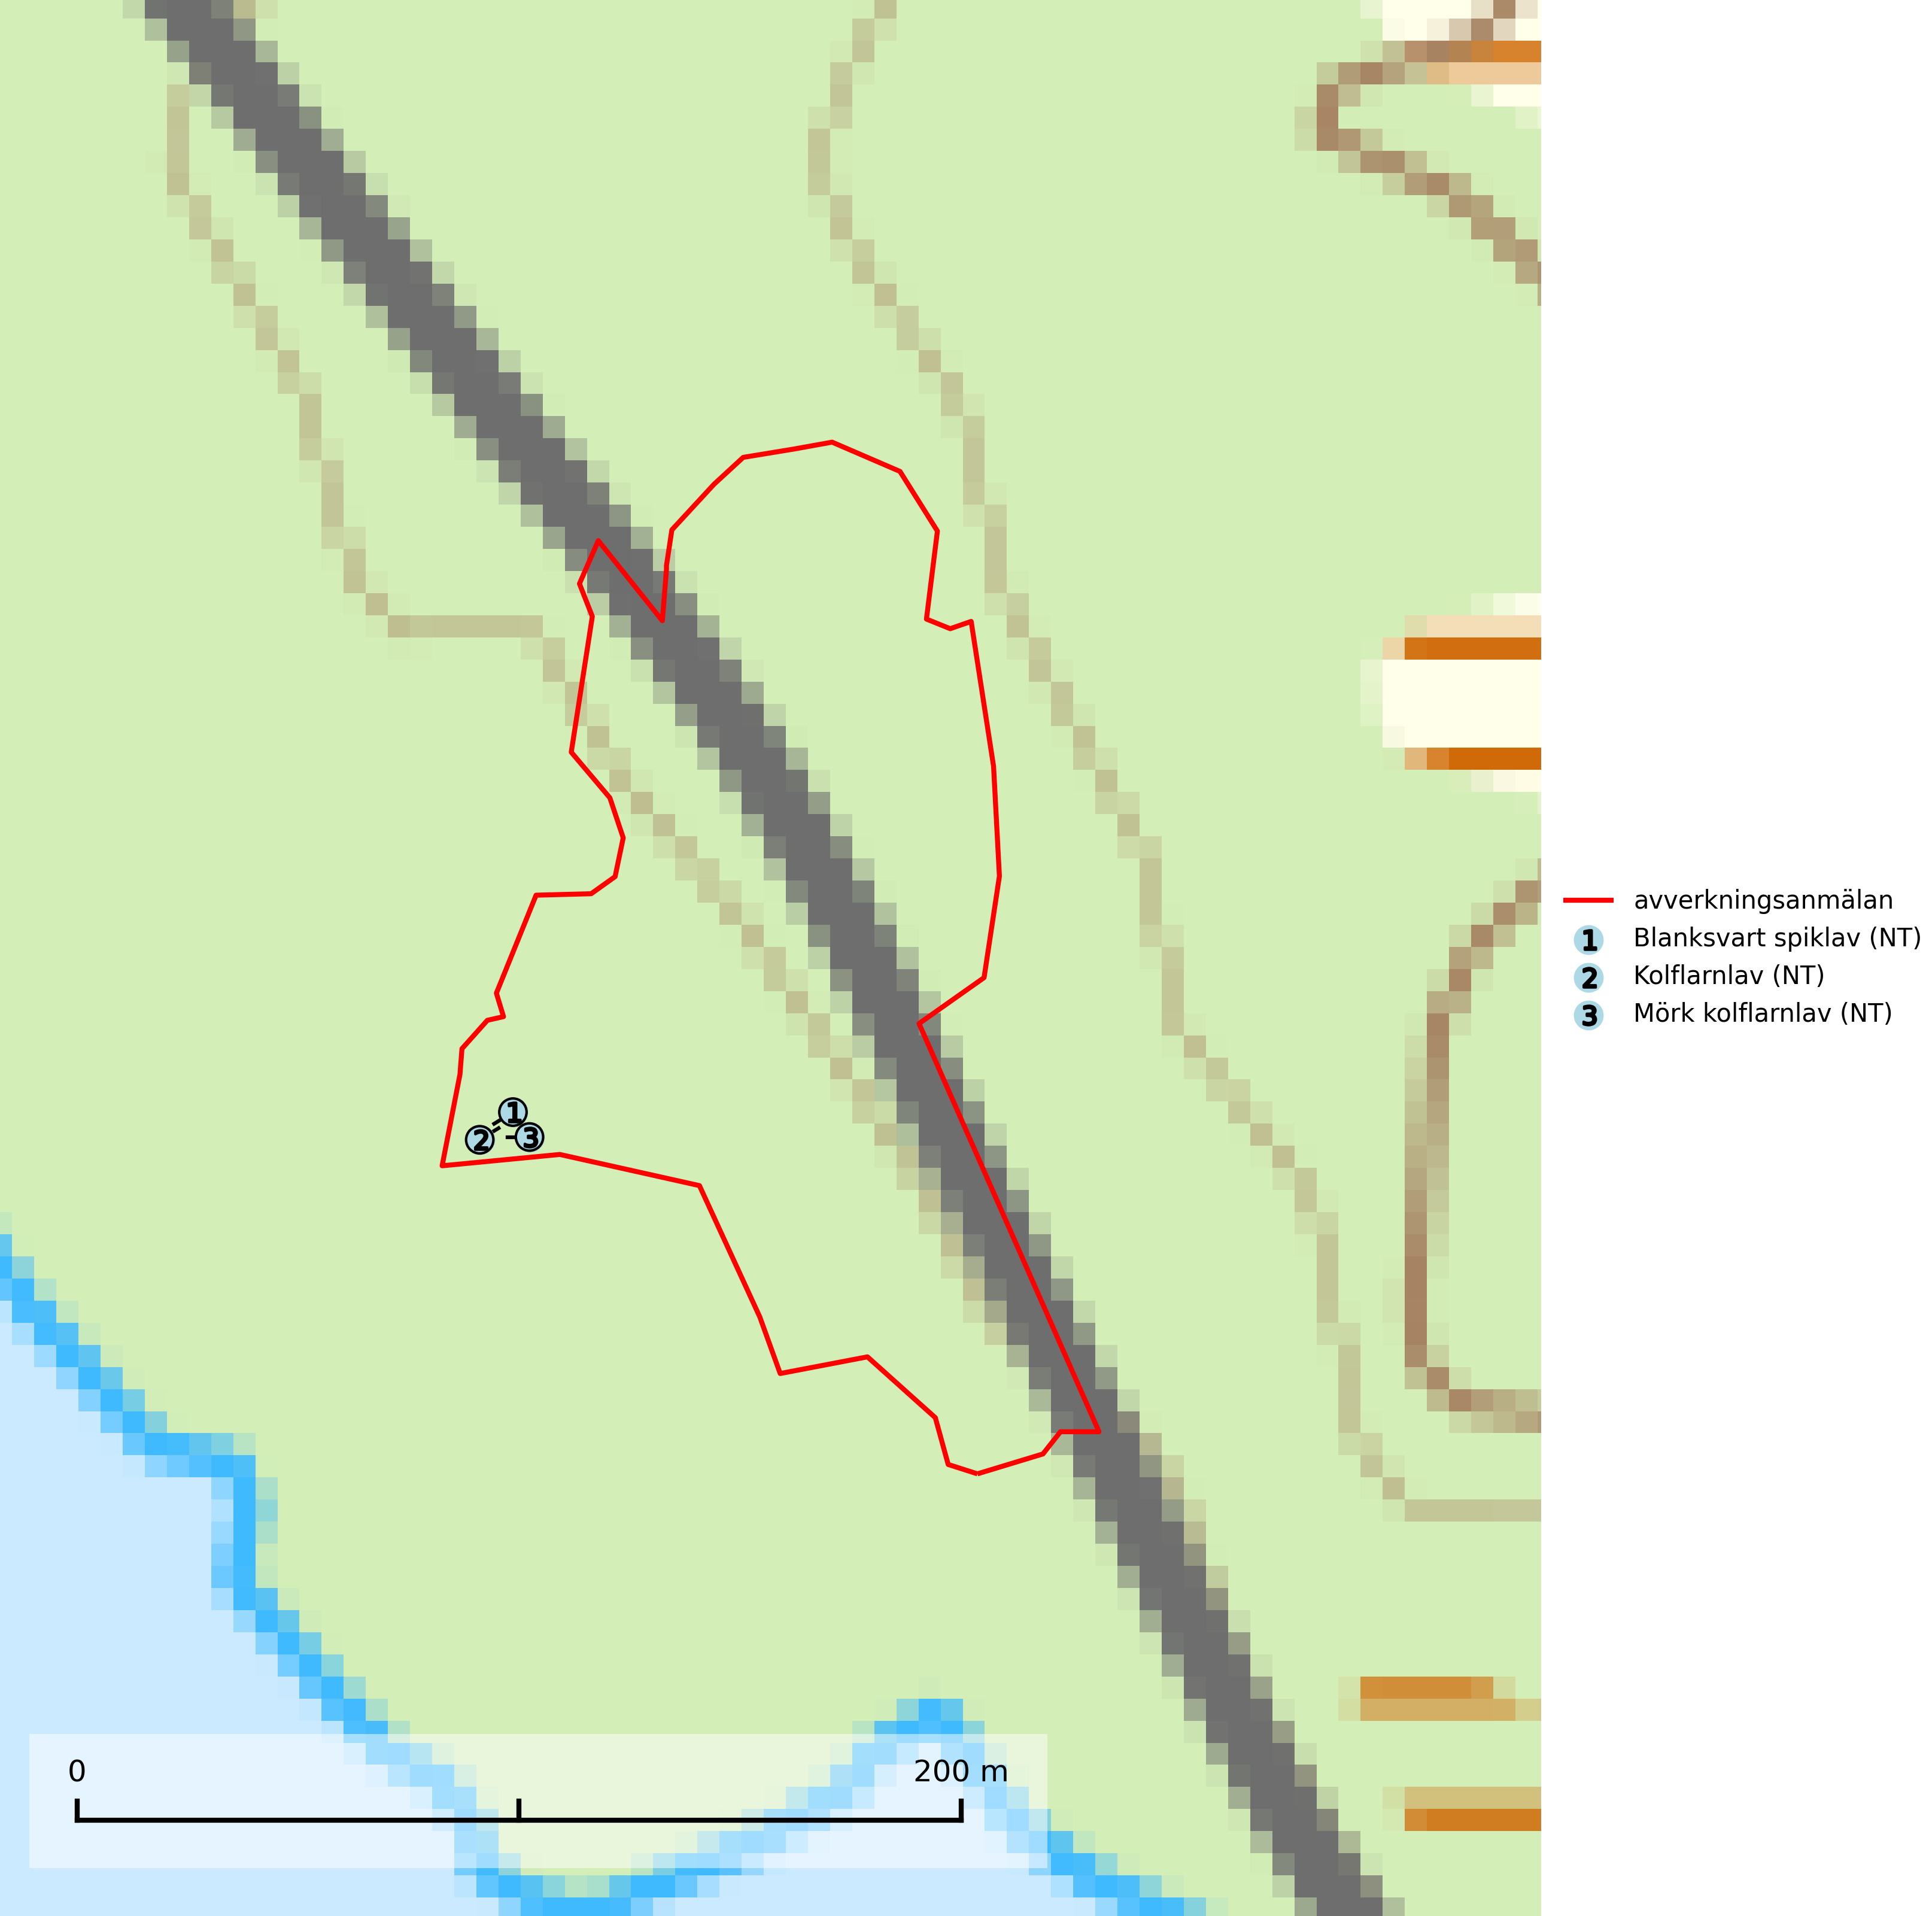 avverkningsanmälan
1 Blanksvart spiklav (NT)
2 Kolflarnlav (NT)
3 Mörk kolflarnlav (NT)
1
2 3
0 200 m